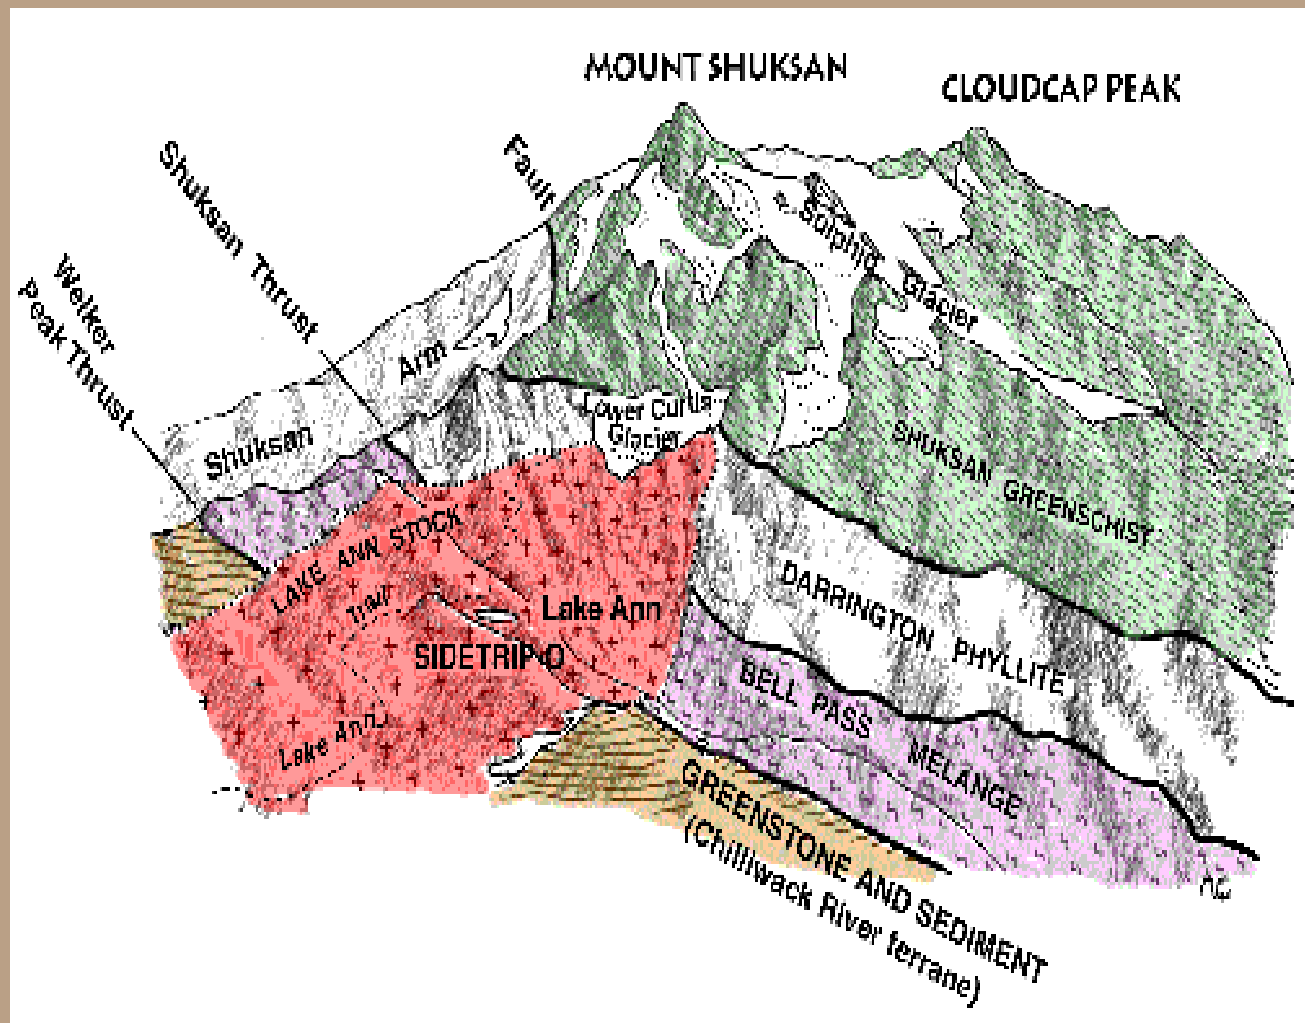 MOUNT SHUKSAN
CLOUDCAP PEAK
Fault
Shuksan Thrust
Welker
Peak Thrust
Sulphid Glacier
Arm
Shuksan
Lower Curtis
Glacier
SHUKSAN GREENSCHIST
LAKE ANN STOCK
Trail
Lake Ann
SIDETRIP O
DARRINGTON PHYLLITE
BELL PASS MELANGE
Lake Ann
GREENSTONE AND SEDIMENT
(Chilliwack River terrane)